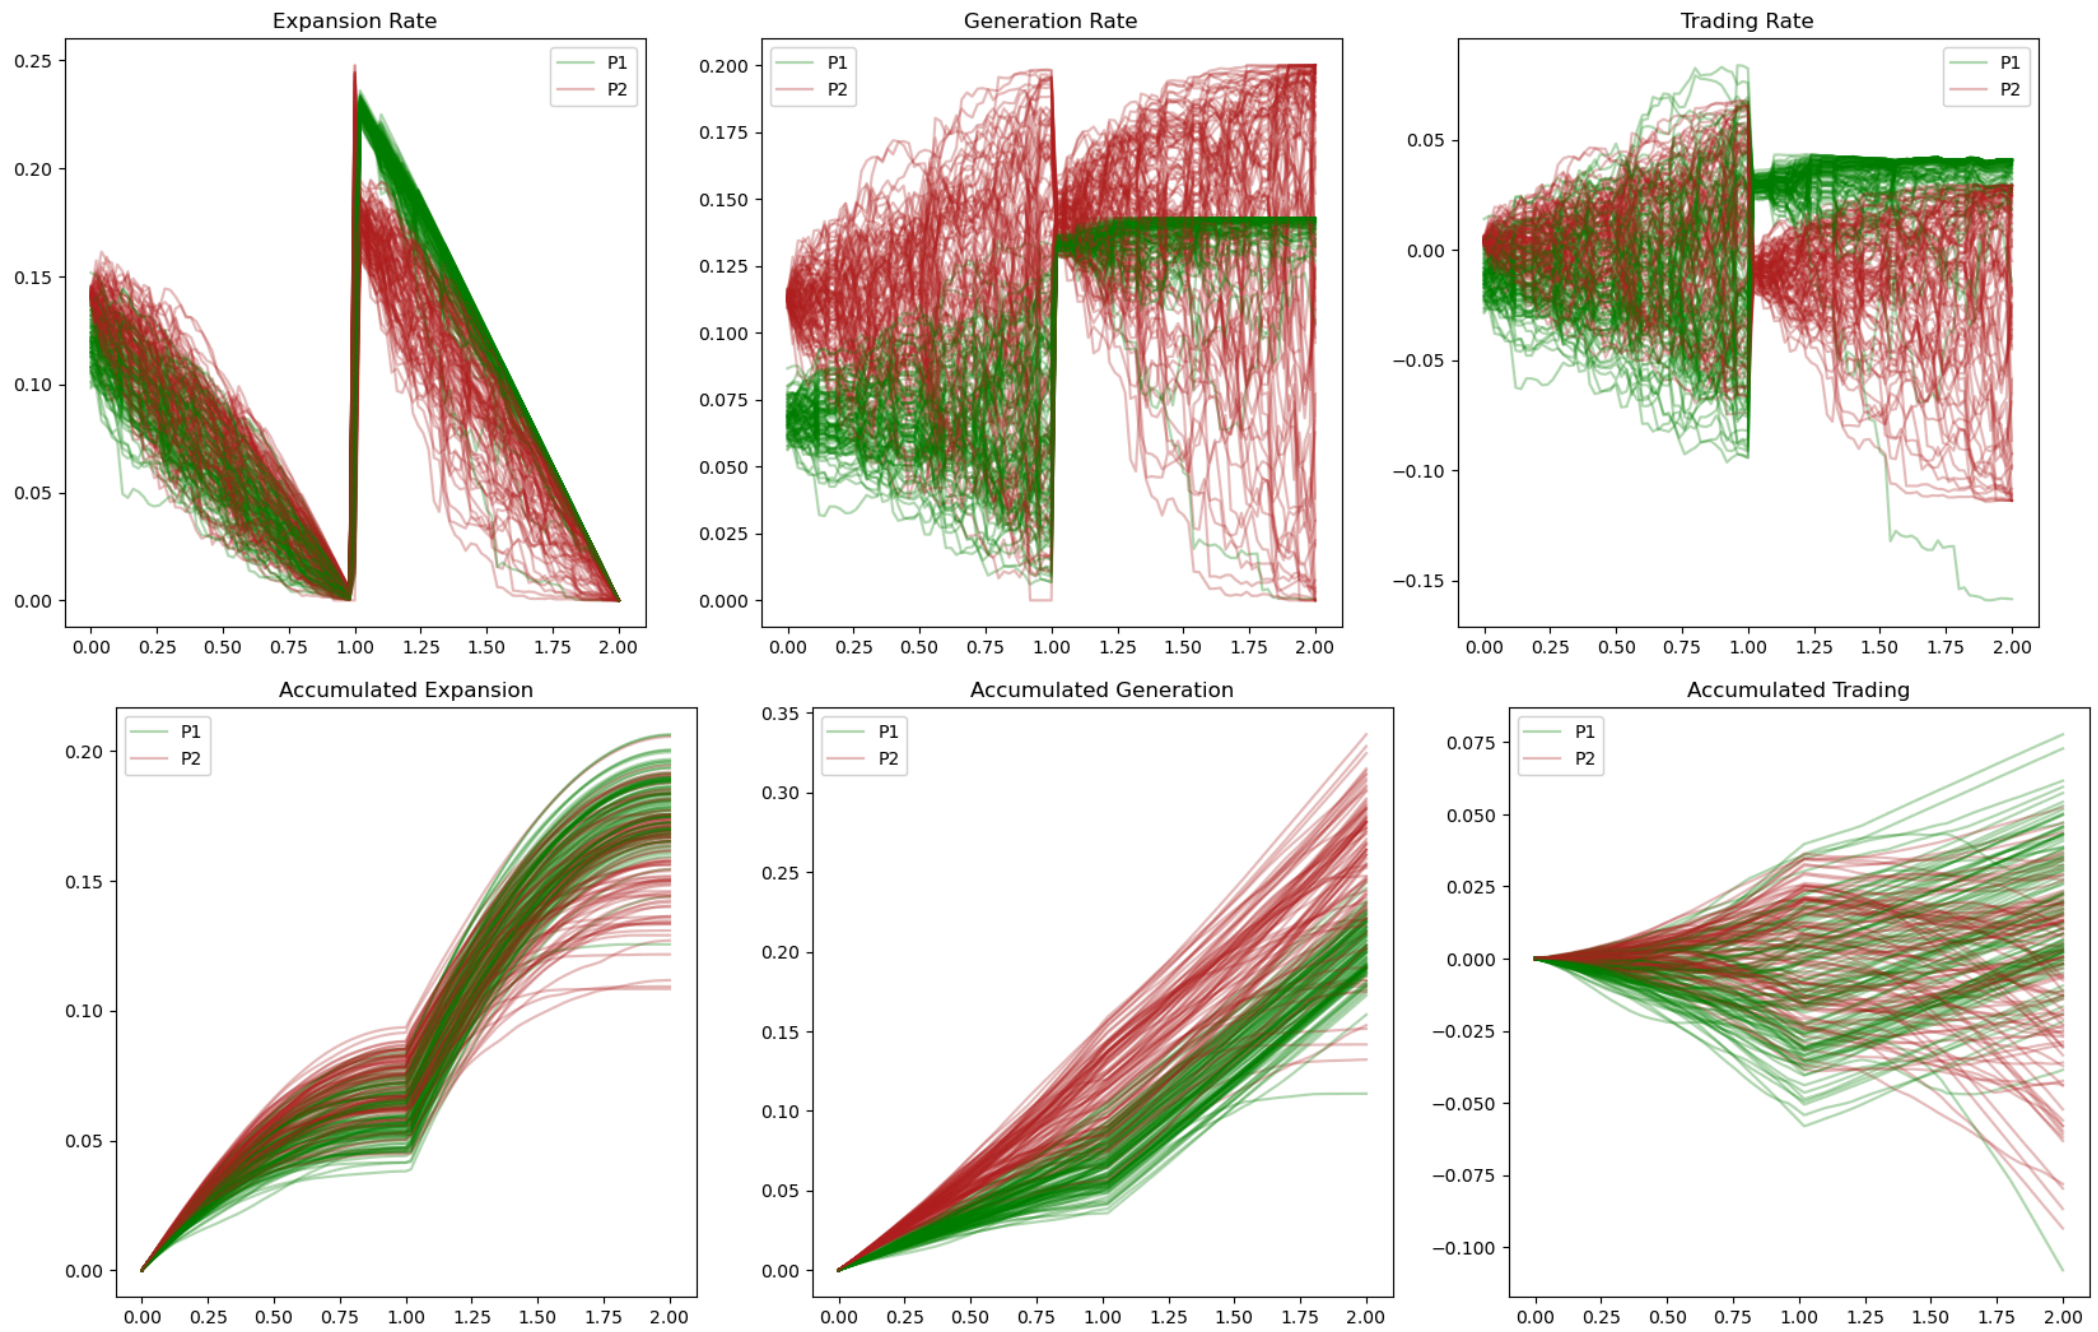 Expansion Rate
0.25
0.20
0.15
0.10
0.05
0.00
0.00 0.25 0.50 0.75 1.00 1.25 1.50 1.75 2.00
P1
P2
Generation Rate
0.200
0.175
0.150
0.125
0.100
0.075
0.050
0.025
0.000
0.00 0.25 0.50 0.75 1.00 1.25 1.50 1.75 2.00
P1
P2
Trading Rate
0.05
0.00
−0.05
−0.10
−0.15
0.00 0.25 0.50 0.75 1.00 1.25 1.50 1.75 2.00
P1
P2
Accumulated Expansion
0.20
0.15
0.10
0.05
0.00
0.00 0.25 0.50 0.75 1.00 1.25 1.50 1.75 2.00
P1
P2
Accumulated Generation
0.35
0.30
0.25
0.20
0.15
0.10
0.05
0.00
0.00 0.25 0.50 0.75 1.00 1.25 1.50 1.75 2.00
P1
P2
Accumulated Trading
0.075
0.050
0.025
0.000
−0.025
−0.050
−0.075
−0.100
0.00 0.25 0.50 0.75 1.00 1.25 1.50 1.75 2.00
P1
P2